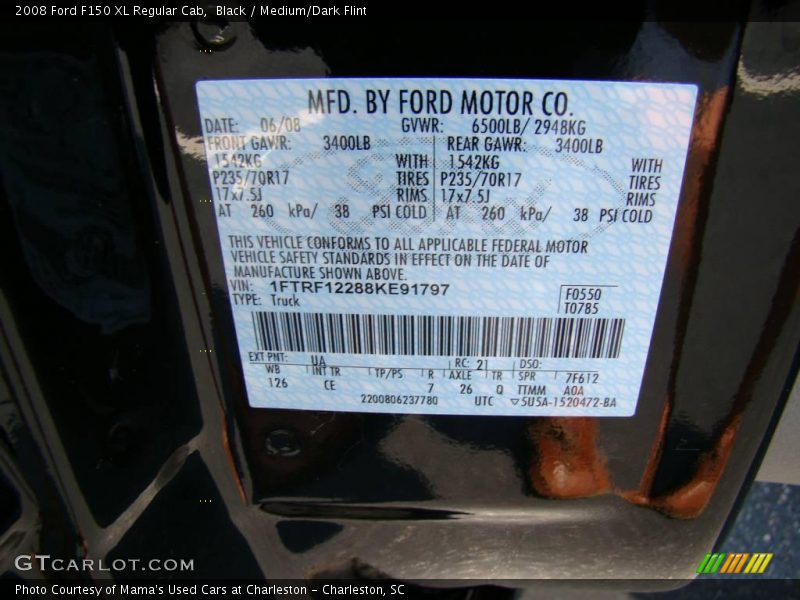 2008 Ford F150 XL Regular Cab, Black / Medium/Dark Flint
MFD. BY FORD MOTOR CO.
DATE: 06/08 GVWR: 6500LB/ 2948KG
FRONT GAWR: 3400LB REAR GAWR: 3400LB
1542KG WITH 1542KG WITH
P235/70R17 TIRES P235/70R17 TIRES
17x7.5J RIMS 17x7.5J RIMS
AT 260 kPa/ 38 PSI COLD AT 260 kPa/ 38 PSI COLD
THIS VEHICLE CONFORMS TO ALL APPLICABLE FEDERAL MOTOR
VEHICLE SAFETY STANDARDS IN EFFECT ON THE DATE OF
MANUFACTURE SHOWN ABOVE.
VIN: 1FTRF12288KE91797
TYPE: Truck
F0550
T0785
EXT PNT: UA RC: 21 DSO:
WB INT TR TP/PS R AXLE TR SPR 7F612
126 CE 7 26 Q TTMM A0A
2200806237780 UTC ▽5U5A-1520472-BA
GTCARLOT.COM
Photo Courtesy of Mama's Used Cars at Charleston - Charleston, SC